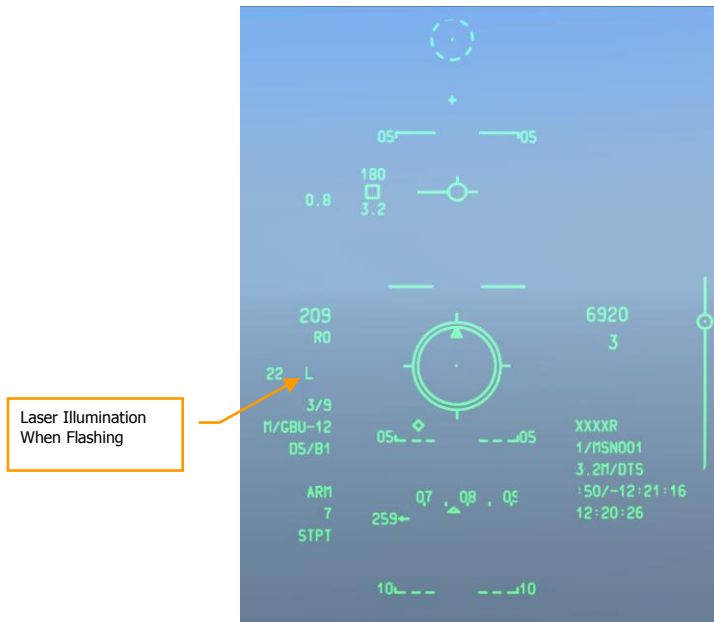 05 05
180
0.8
3.2
209
RO
6920
3
22 L
Laser Illumination
When Flashing
3/9
M/GBU-12
D5/B1
05 05
XXXXR
1/MSN001
3.2M/DTS
:50/-12:21:16
12:20:26
ARM
7
STPT
07 . 08 . 09
259
10 10